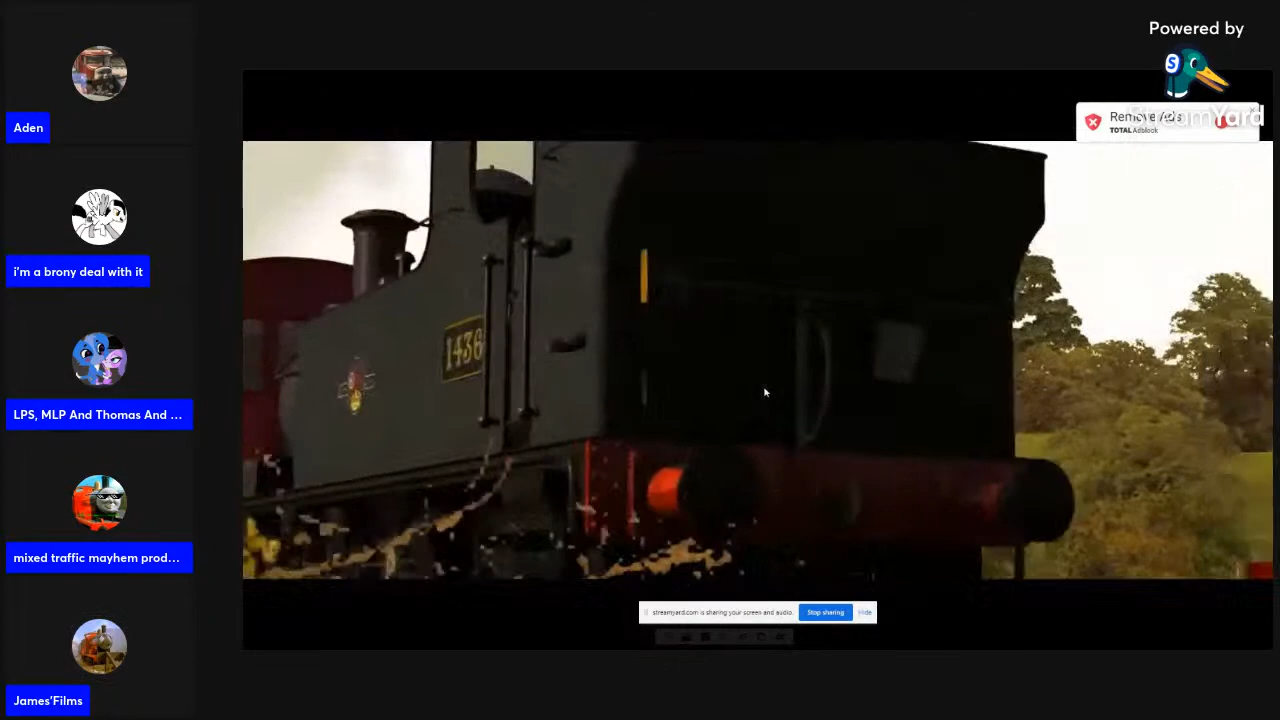 Powered by
StreamYard
Remove Ads
TOTAL Adblock
Aden
i'm a brony deal with it
LPS, MLP And Thomas And ...
mixed traffic mayhem prod...
James'Films
1436
streamyard.com is sharing your screen and audio.
Stop sharing
Hide